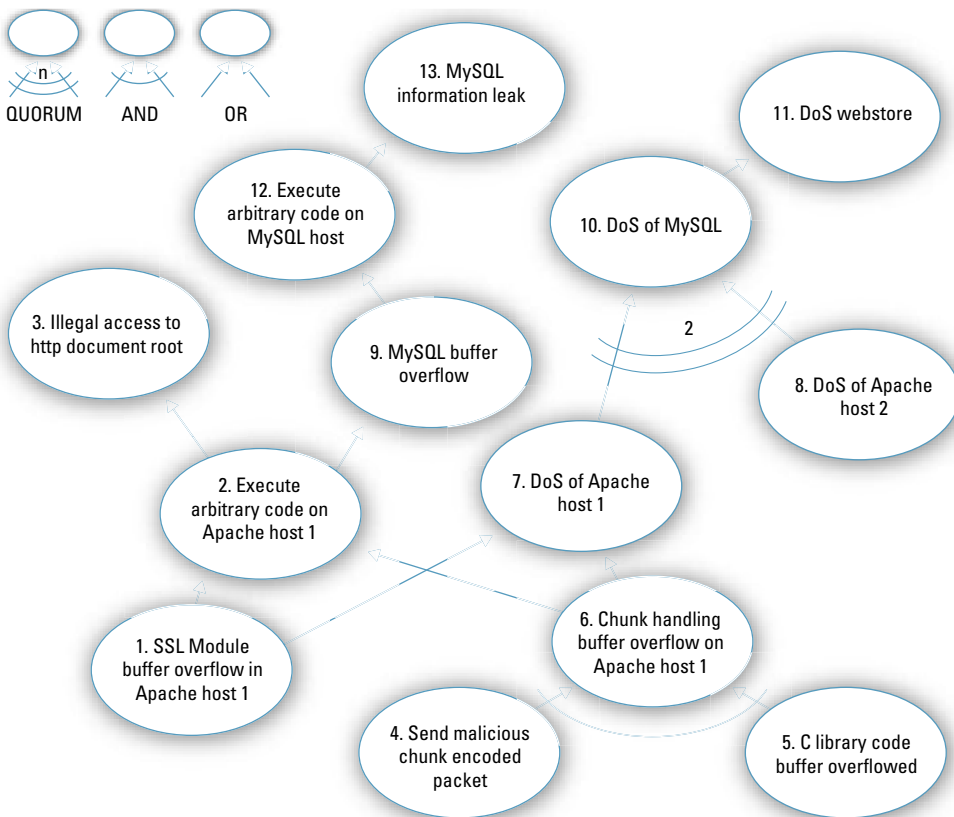 n
QUORUM
AND
OR
13. MySQL
information leak
11. DoS webstore
12. Execute
arbitrary code on
MySQL host
10. DoS of MySQL
3. Illegal access to
http document root
9. MySQL buffer
overflow
2
8. DoS of Apache
host 2
2. Execute
arbitrary code on
Apache host 1
7. DoS of Apache
host 1
1. SSL Module
buffer overflow in
Apache host 1
6. Chunk handling
buffer overflow on
Apache host 1
4. Send malicious
chunk encoded
packet
5. C library code
buffer overflowed